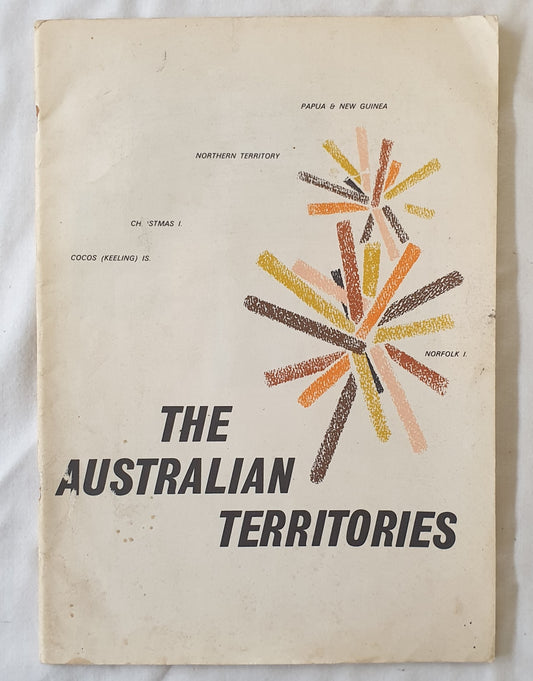 PAPUA & NEW GUINEA
NORTHERN TERRITORY
CH STMAS I.
COCOS (KEELING) IS.
NORFOLK I.
THE
AUSTRALIAN
TERRITORIES